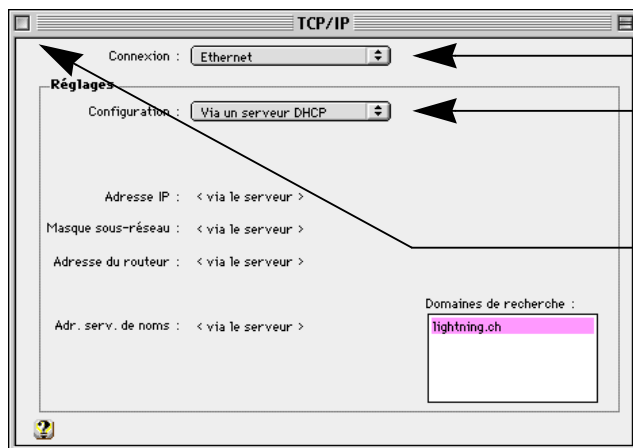 TCP/IP
Connexion : Ethernet
Réglages
Configuration : Via un serveur DHCP
Adresse IP : < via le serveur >
Masque sous-réseau : < via le serveur >
Adresse du routeur : < via le serveur >
Domaines de recherche :
Adr. serv. de noms : < via le serveur >
lightning.ch
?